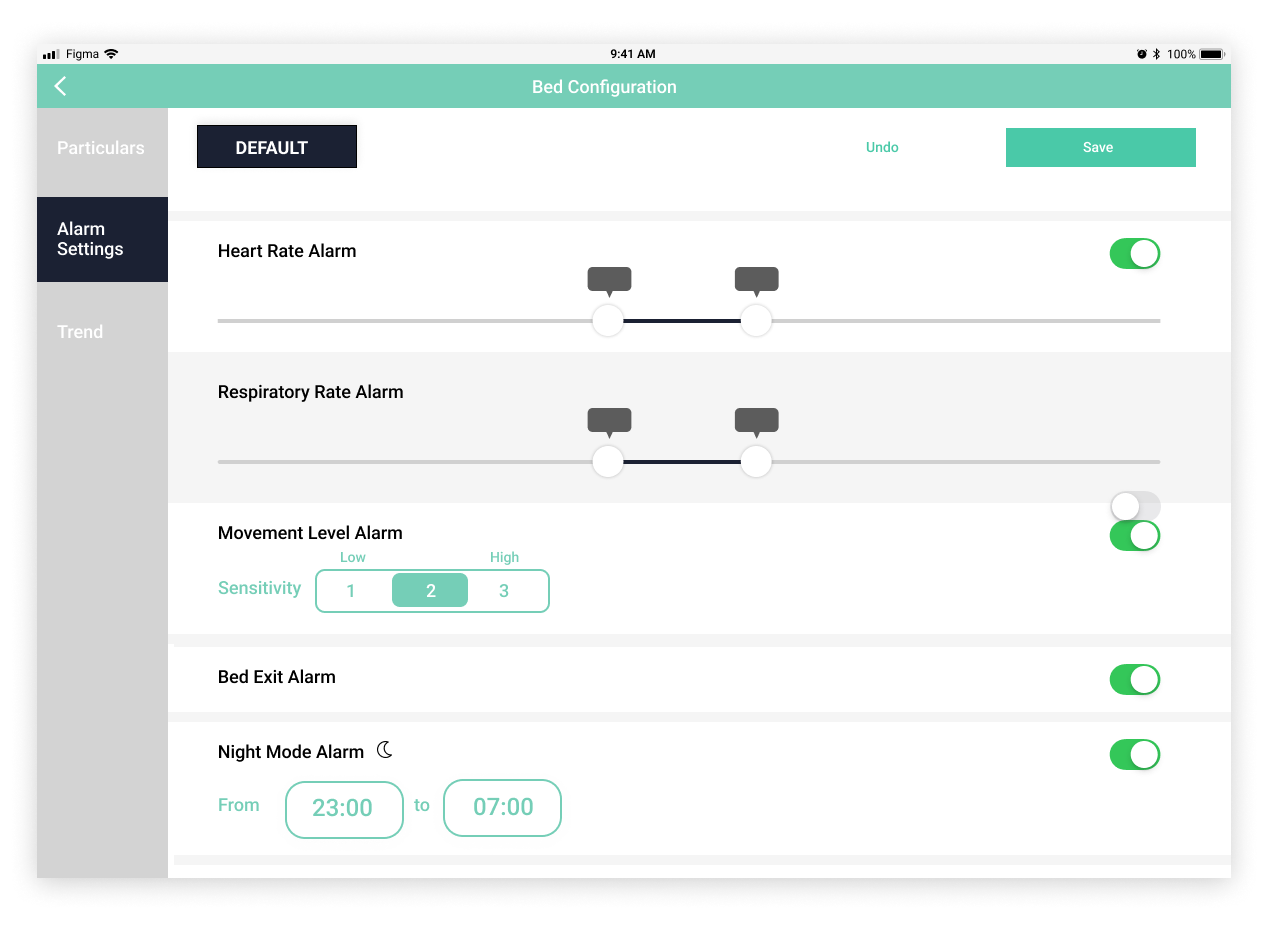 Figma 9:41 AM 100%
Bed Configuration
Particulars
Alarm
Settings
Trend
DEFAULT Undo Save
Heart Rate Alarm
Respiratory Rate Alarm
Movement Level Alarm
Low High
Sensitivity 1 2 3
Bed Exit Alarm
Night Mode Alarm
From 23:00 to 07:00